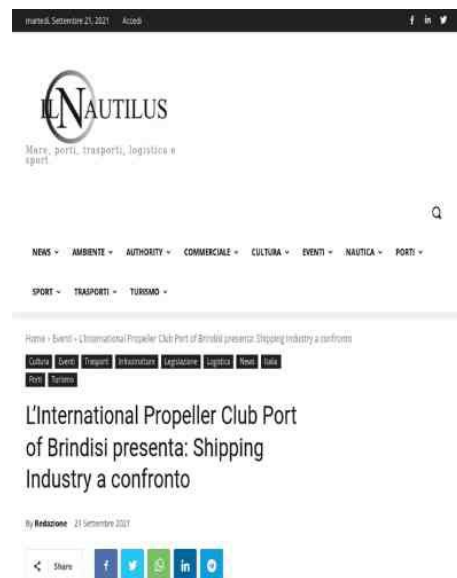 martedì, Settembre 21, 2021 Accedi
IL NAUTILUS
Mare, porti, trasporti, logistica e
sport
NEWS AMBIENTE AUTHORITY COMMERCIALE CULTURA EVENTI NAUTICA PORTI
SPORT TRASPORTI TURISMO
Home › Eventi › L'International Propeller Club Port of Brindisi presenta: Shipping Industry a confronto
Cultura Eventi Trasporti Infrastrutture Legislazione Logistica News Italia
Porti Turismo
L'International Propeller Club Port
of Brindisi presenta: Shipping
Industry a confronto
By Redazione 21 Settembre 2021
Share